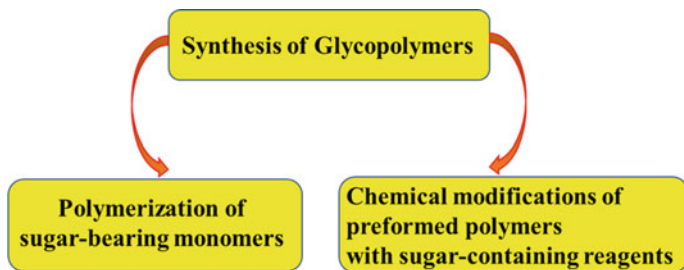 Synthesis of Glycopolymers
Polymerization of
sugar-bearing monomers
Chemical modifications of
preformed polymers
with sugar-containing reagents